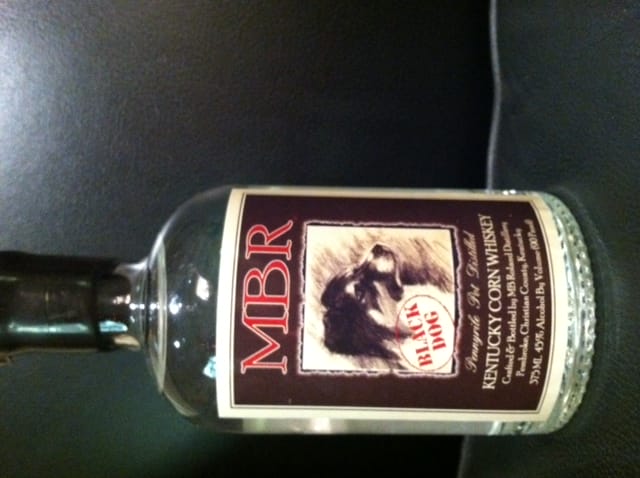 MBR
BLACK
DOG
Pennyrile Pot Distilled
KENTUCKY CORN WHISKEY
Crafted & Bottled by MB Roland Distillery
Pembroke, Christian County, Kentucky
375 ML 45% Alcohol By Volume (90 Proof)